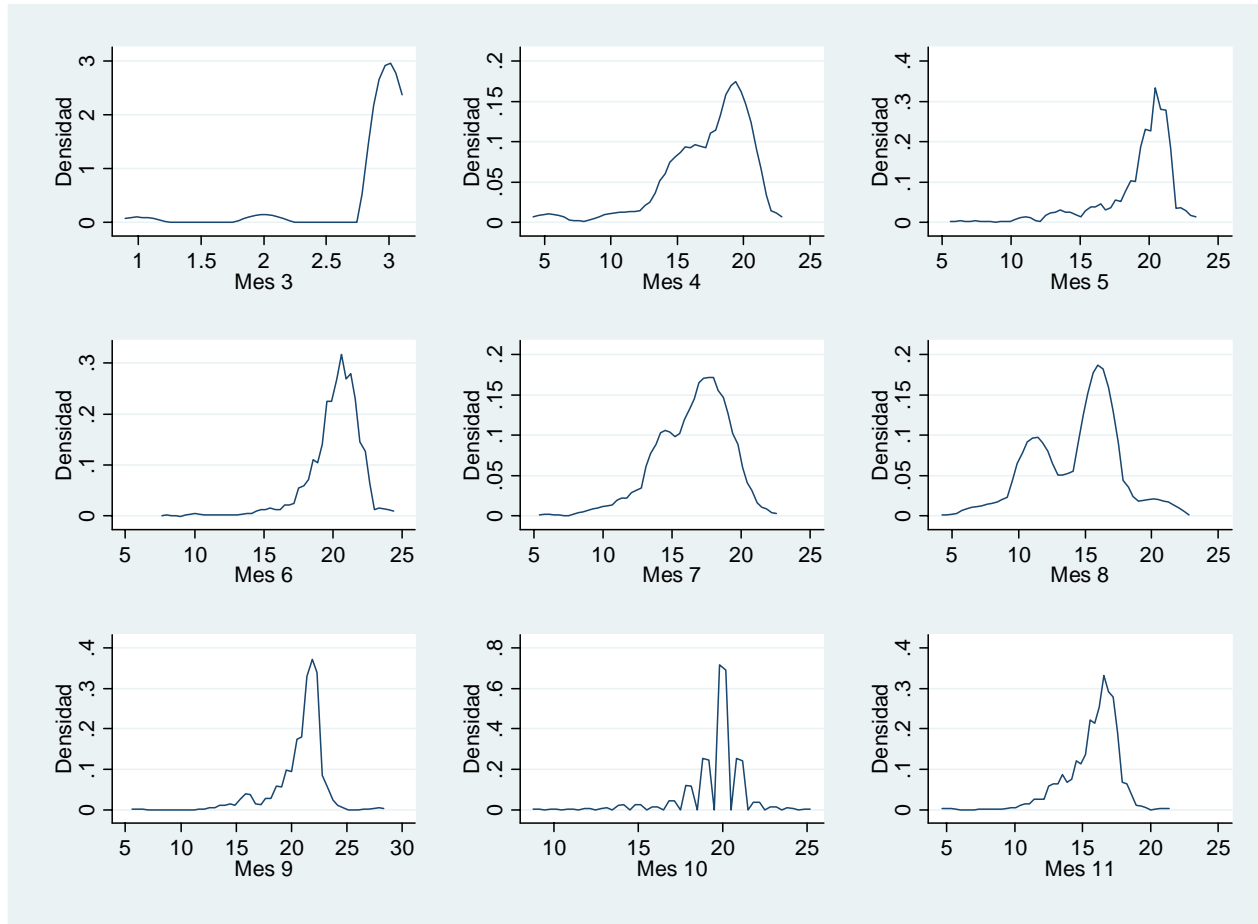 Densidad
0 1 2 3
1 1.5 2 2.5 3
Mes 3
Densidad
0 .05 .1 .15 .2
5 10 15 20 25
Mes 4
Densidad
0 .1 .2 .3 .4
5 10 15 20 25
Mes 5
Densidad
0 .1 .2 .3
5 10 15 20 25
Mes 6
Densidad
0 .05 .1 .15 .2
5 10 15 20 25
Mes 7
Densidad
0 .05 .1 .15 .2
5 10 15 20 25
Mes 8
Densidad
0 .1 .2 .3 .4
5 10 15 20 25 30
Mes 9
Densidad
0 .2 .4 .6 .8
10 15 20 25
Mes 10
Densidad
0 .1 .2 .3 .4
5 10 15 20 25
Mes 11